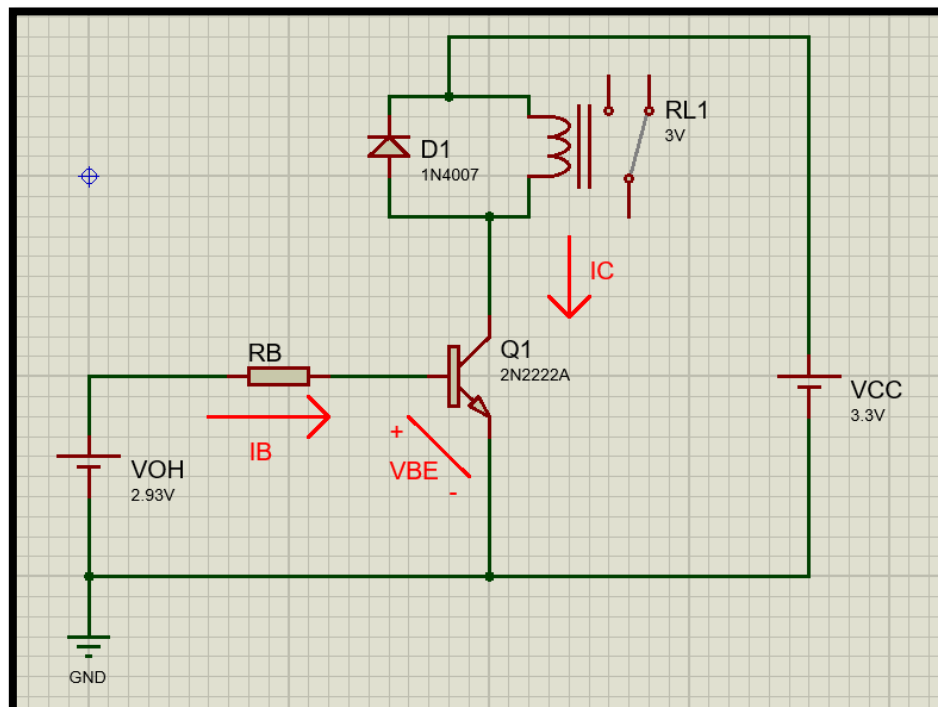 RL1
3V
D1
1N4007
IC
Q1
2N2222A
RB
VCC
3.3V
IB
+
VBE
-
VOH
2.93V
GND